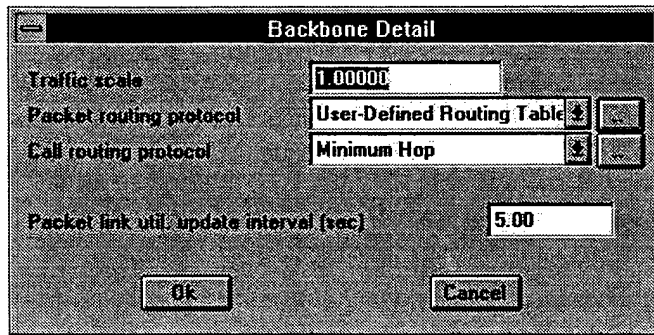 Backbone Detail
Traffic scale 1.00000
Packet routing protocol User-Defined Routing Table ..
Call routing protocol Minimum Hop ..
Packet link util. update interval (sec) 5.00
Ok Cancel